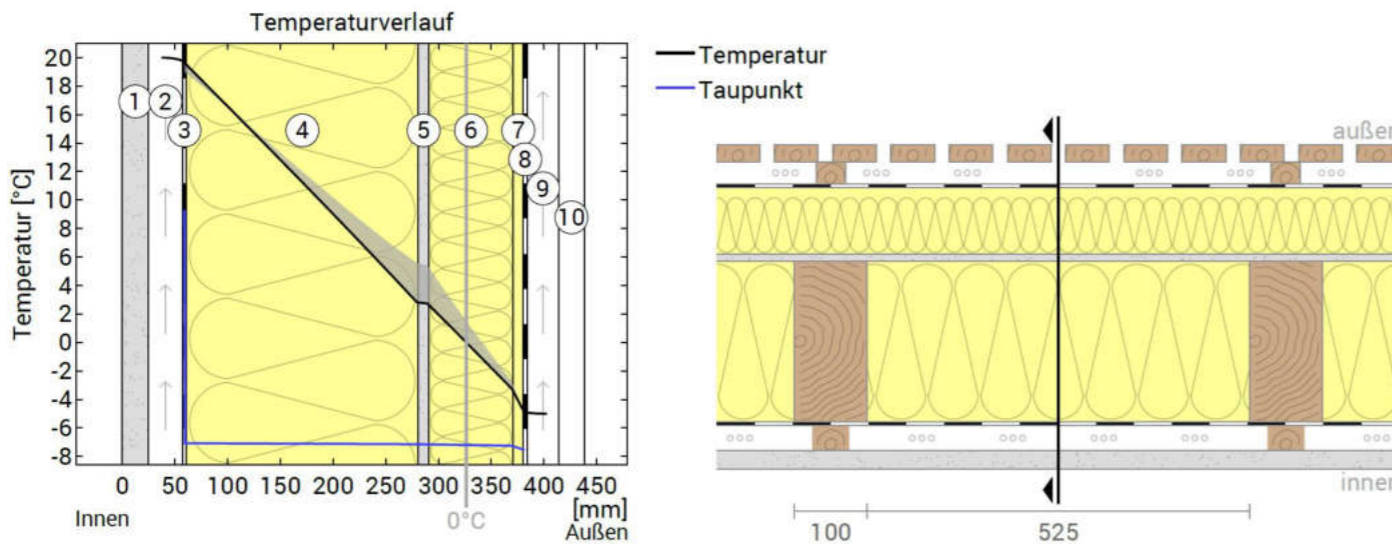 Temperaturverlauf
Temperatur [°C]
20
18
16
14
12
10
8
6
4
2
0
-2
-4
-6
-8
1
2
3
4
5
6
7
8
9
10
0 50 100 150 200 250 300 350 400 450
[mm]
Innen
0°C
Außen
Temperatur
Taupunkt
außen
innen
100
525